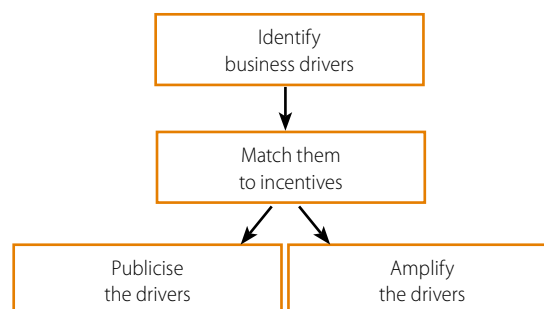 Identify
business drivers
Match them
to incentives
Publicise
the drivers
Amplify
the drivers